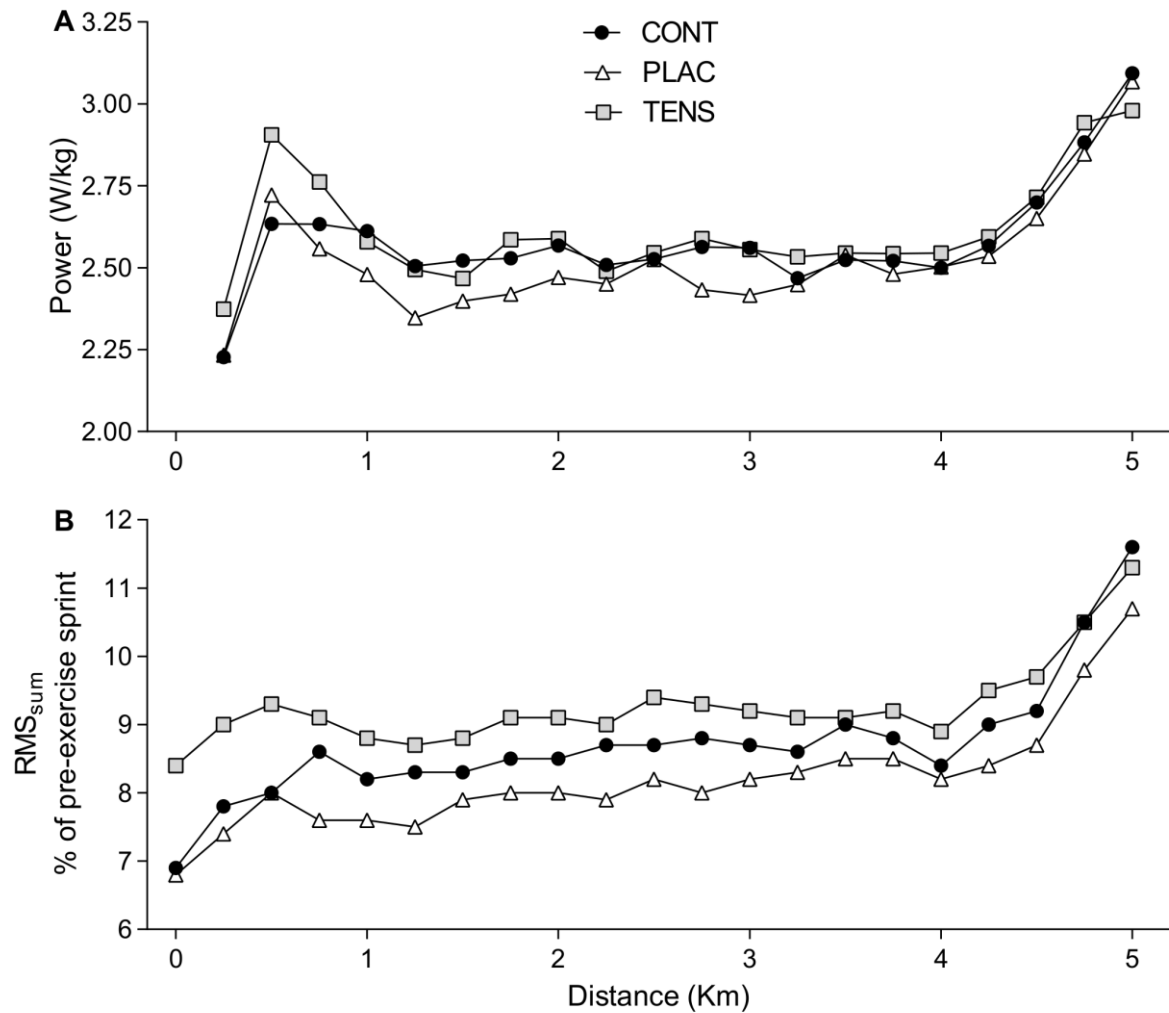 A
3.25
3.00
2.75
2.50
2.25
2.00
Power (W/kg)
CONT
PLAC
TENS
0 1 2 3 4 5
B
12
11
10
9
8
7
6
RMSsum
% of pre-exercise sprint
0 1 2 3 4 5
Distance (Km)